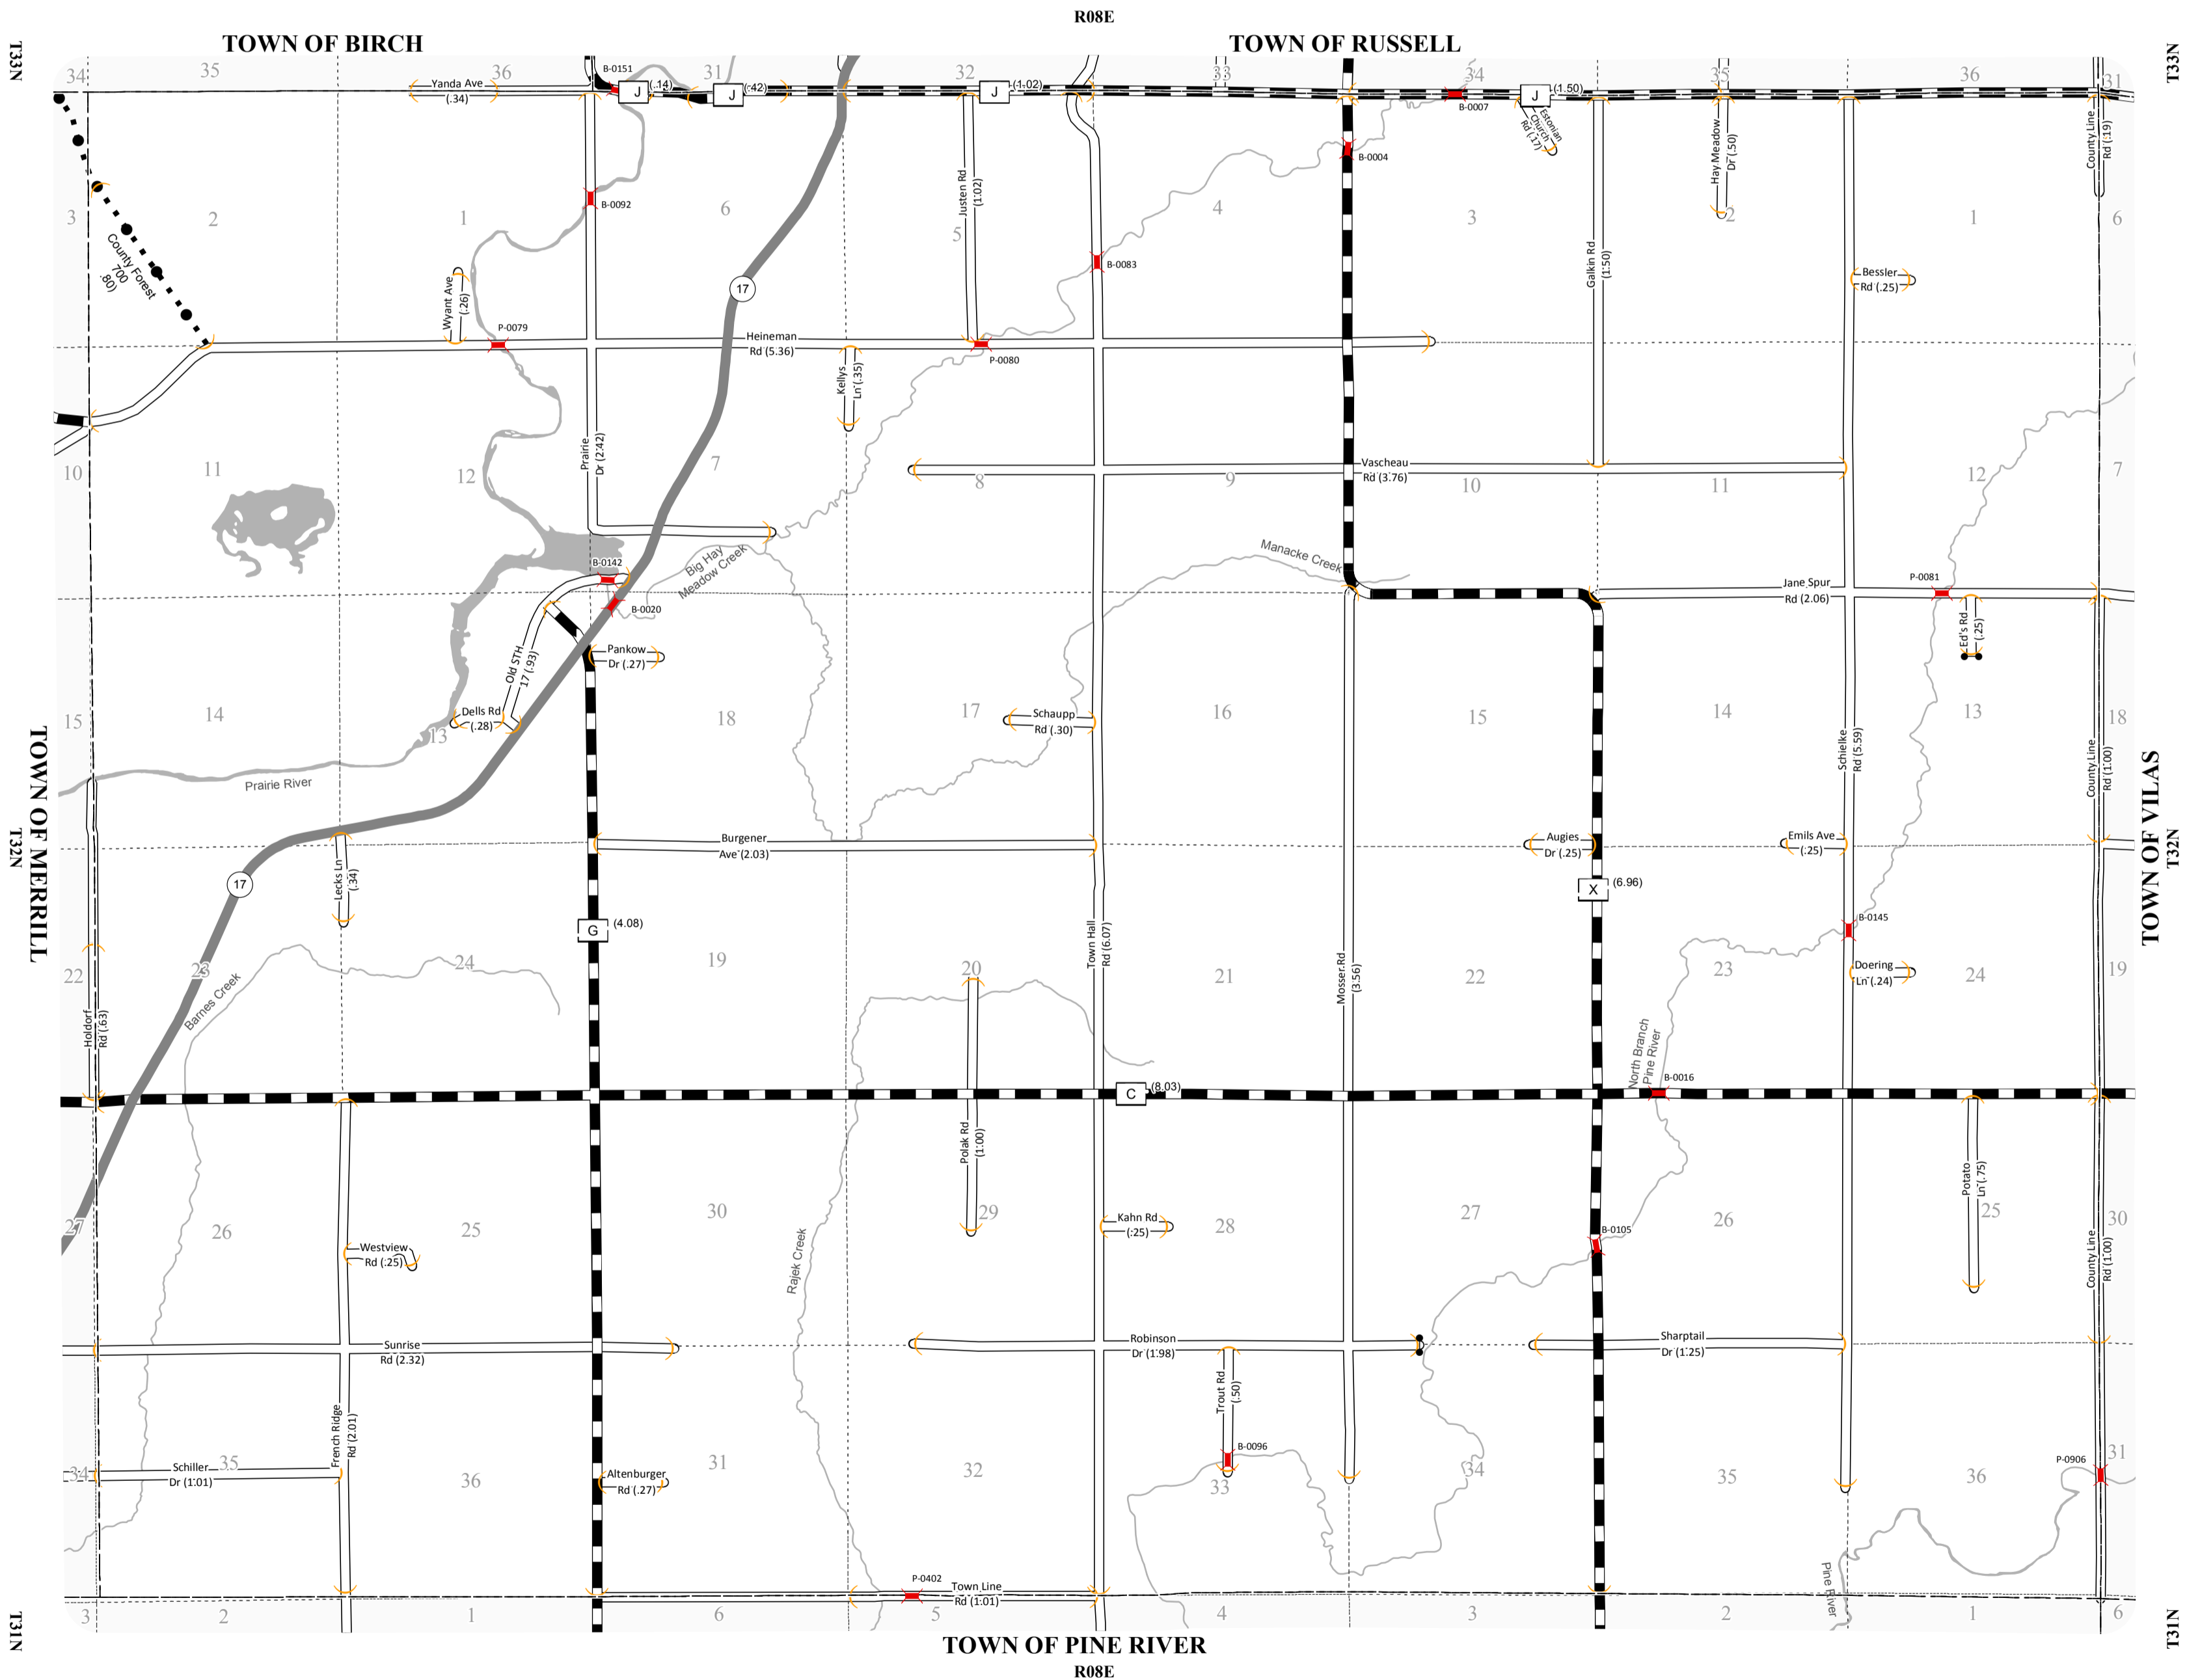 R08E
TOWN OF BIRCH
TOWN OF RUSSELL
T33N
T33N
34
35
36
31
32
33
34
35
36
31
B-0151
Yanda Ave
(.34)
J
(.14)
J
(.42)
J
(1.02)
J
(1.50)
B-0007
Estonian
Church
Rd (.17)
B-0004
Hay Meadow
Dr (.50)
County Line
Rd (.19)
B-0092
Justen Rd
(1.02)
3
2
1
6
5
4
3
2
1
6
County Forest
700
.80)
Wyant Ave
(.26)
17
B-0083
Galkin Rd
(1.50)
Bessler
Rd (.25)
P-0079
Heineman
Rd (5.36)
P-0080
Kellys
Ln (.35)
Prairie
Dr (2.42)
Vascheau
Rd (3.76)
10
11
12
7
8
9
10
11
12
7
Manacke Creek
Big Hay
Meadow Creek
B-0142
B-0020
Jane Spur
Rd (2.06)
P-0081
Ed's Rd
(.25)
Old STH
17 (.93)
Pankow
Dr (.27)
Dells Rd
(.28)
Schaupp
Rd (.30)
15
14
13
18
17
16
15
14
13
18
TOWN OF MERRRILL
T32N
TOWN OF VILAS
T32N
Prairie River
Schielke
Rd (5.59)
County Line
Rd (1.00)
Burgener
Ave (2.03)
Augies
Dr (.25)
Emils Ave
(.25)
Lecks Ln
(.34)
17
X
(6.96)
G
(4.08)
B-0145
Town Hall
Rd (6.07)
Mosser Rd
(3.56)
Doering
Ln (.24)
22
23
24
19
20
21
22
23
24
19
Barnes Creek
Holdorf
Rd (.63)
North Branch
Pine River
B-0016
C
(8.03)
Polak Rd
(1.00)
Potato
Ln (.75)
27
26
25
30
29
28
27
26
25
30
Kahn Rd
(.25)
B-0105
Westview
Rd (.25)
Rajek Creek
County Line
Rd (1.00)
Sunrise
Rd (2.32)
Robinson
Dr (1.98)
Sharptail
Dr (1.25)
Trout Rd
(.50)
French Ridge
Rd (2.01)
B-0096
P-0906
Schiller
Dr (1.01)
Altenburger
Rd (.27)
34
35
36
31
32
33
34
35
36
31
Pine River
P-0402
Town Line
Rd (1.01)
3
2
1
6
5
4
3
2
1
6
T31N
T31N
TOWN OF PINE RIVER
R08E